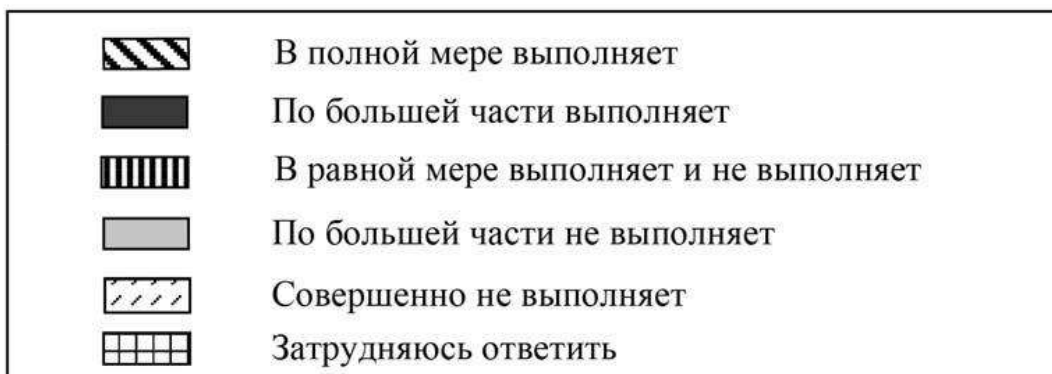 В полной мере выполняет
По большей части выполняет
В равной мере выполняет и не выполняет
По большей части не выполняет
Совершенно не выполняет
Затрудняюсь ответить